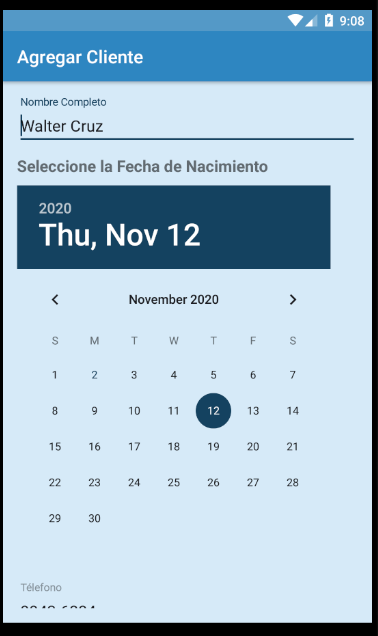 9:08
Agregar Cliente
Nombre Completo
Walter Cruz
Seleccione la Fecha de Nacimiento
2020
Thu, Nov 12
November 2020
S M T W T F S
1 2 3 4 5 6 7
8 9 10 11 12 13 14
15 16 17 18 19 20 21
22 23 24 25 26 27 28
29 30
Télefono